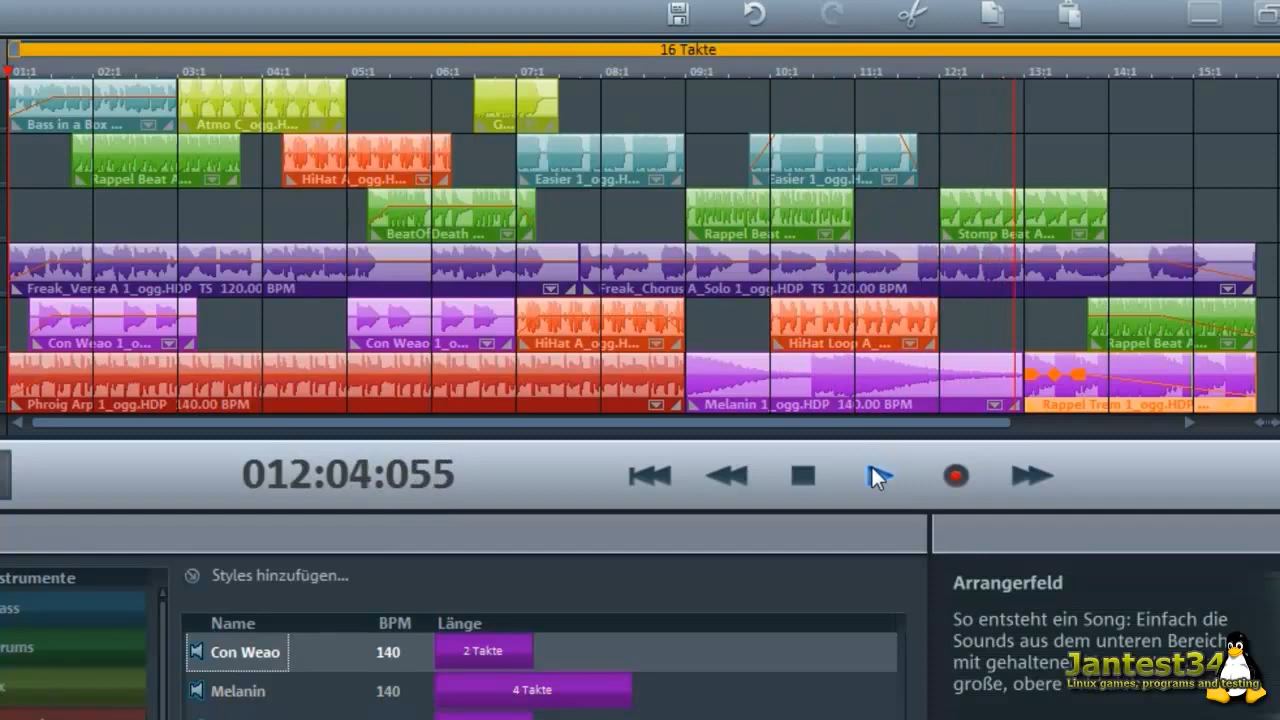 16 Takte
01:1 02:1 03:1 04:1 05:1 06:1 07:1 08:1 09:1 10:1 11:1 12:1 13:1 14:1 15:1
Bass in a Box ... Atmo C_ogg.H... G...
Rappel Beat A... HiHat A_ogg.H... Easier 1_ogg.H... Easier 1_ogg.H...
BeatOfDeath ... Rappel Beat ... Stomp Beat A...
Freak_Verse A 1_ogg.HDP T5 120.00 BPM Freak_Chorus A_Solo 1_ogg.HDP T5 120.00 BPM
Con Weao 1_o... Con Weao 1_o... HiHat A_ogg.H... HiHat Loop A_... Rappel Beat A...
Phroig Arp 1_ogg.HDP 140.00 BPM Melanin 1_ogg.HDP 140.00 BPM Rappel Trem 1_ogg.HDP ...
012:04:055
strumente
ass
rums
x
Styles hinzufügen...
Name BPM Länge
Con Weao 140 2 Takte
Melanin 140 4 Takte
Arrangerfeld
So entsteht ein Song: Einfach die
Sounds aus dem unteren Bereich
mit gehaltene
große, obere
Jantest34
Linux games, programs and testing